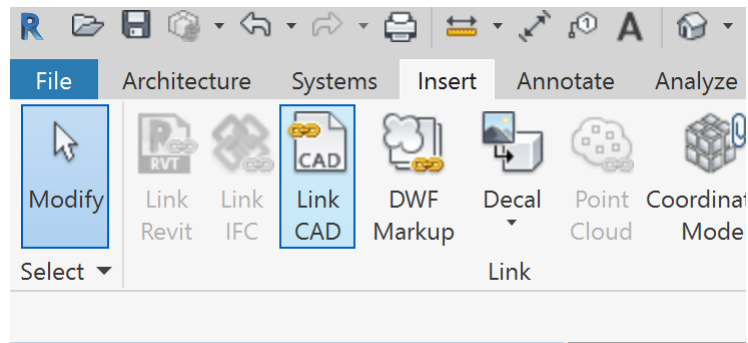 R 1 A
File Architecture Systems Insert Annotate Analyze
RVT CAD
Modify Link Link Link DWF Decal Point Coordinat
Revit IFC CAD Markup Cloud Mode
Select Link